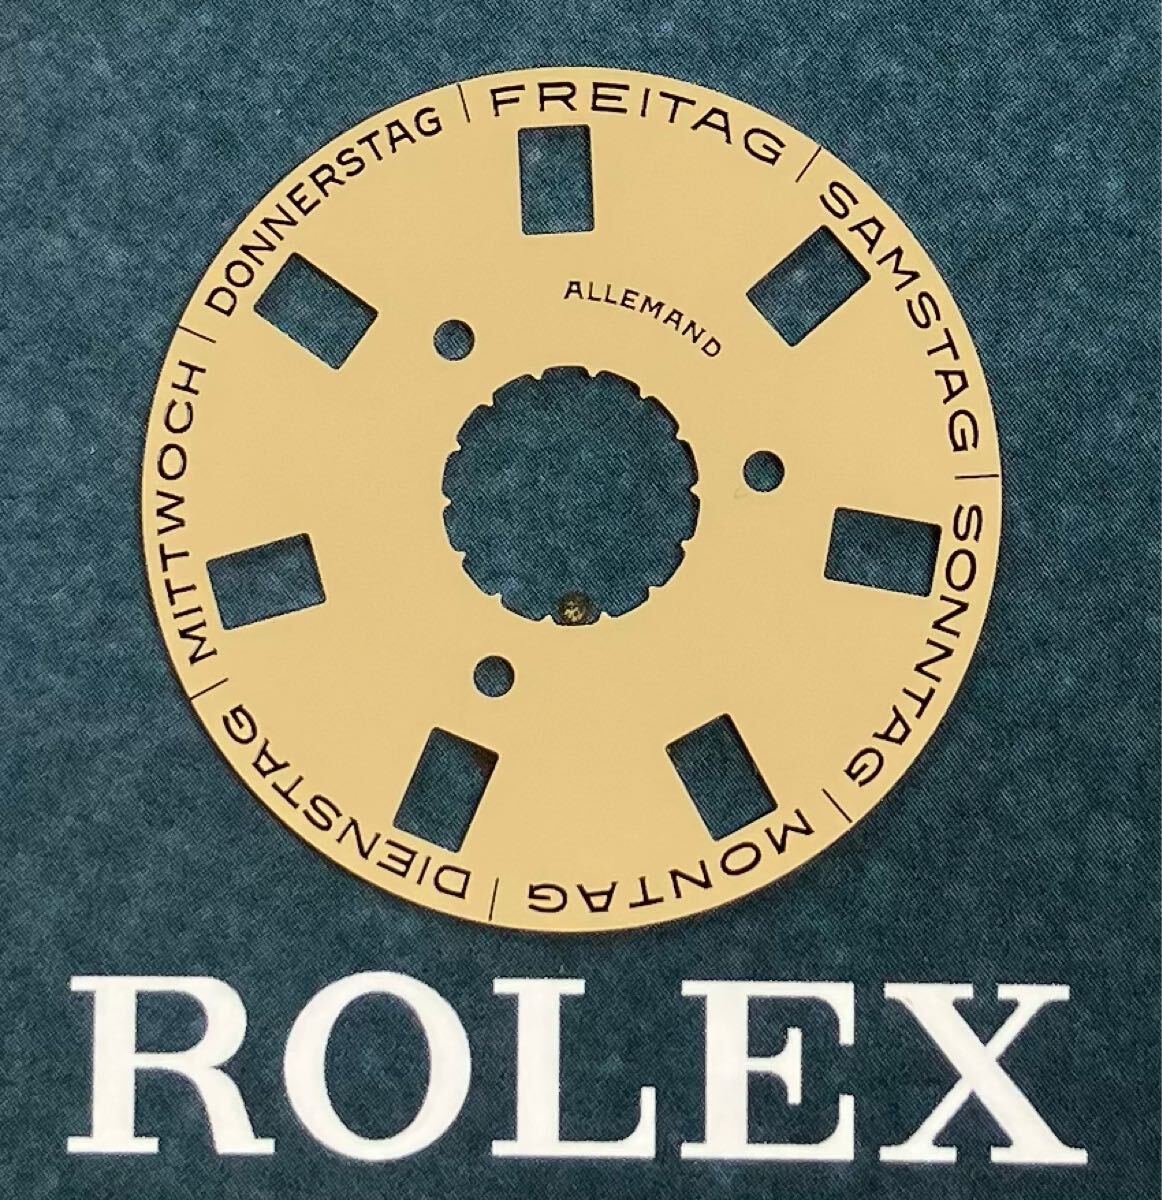 FREITAG | SAMSTAG | SONNTAG | MONTAG | DIENSTAG | MITTWOCH | DONNERSTAG |
ALLEMAND
ROLEX